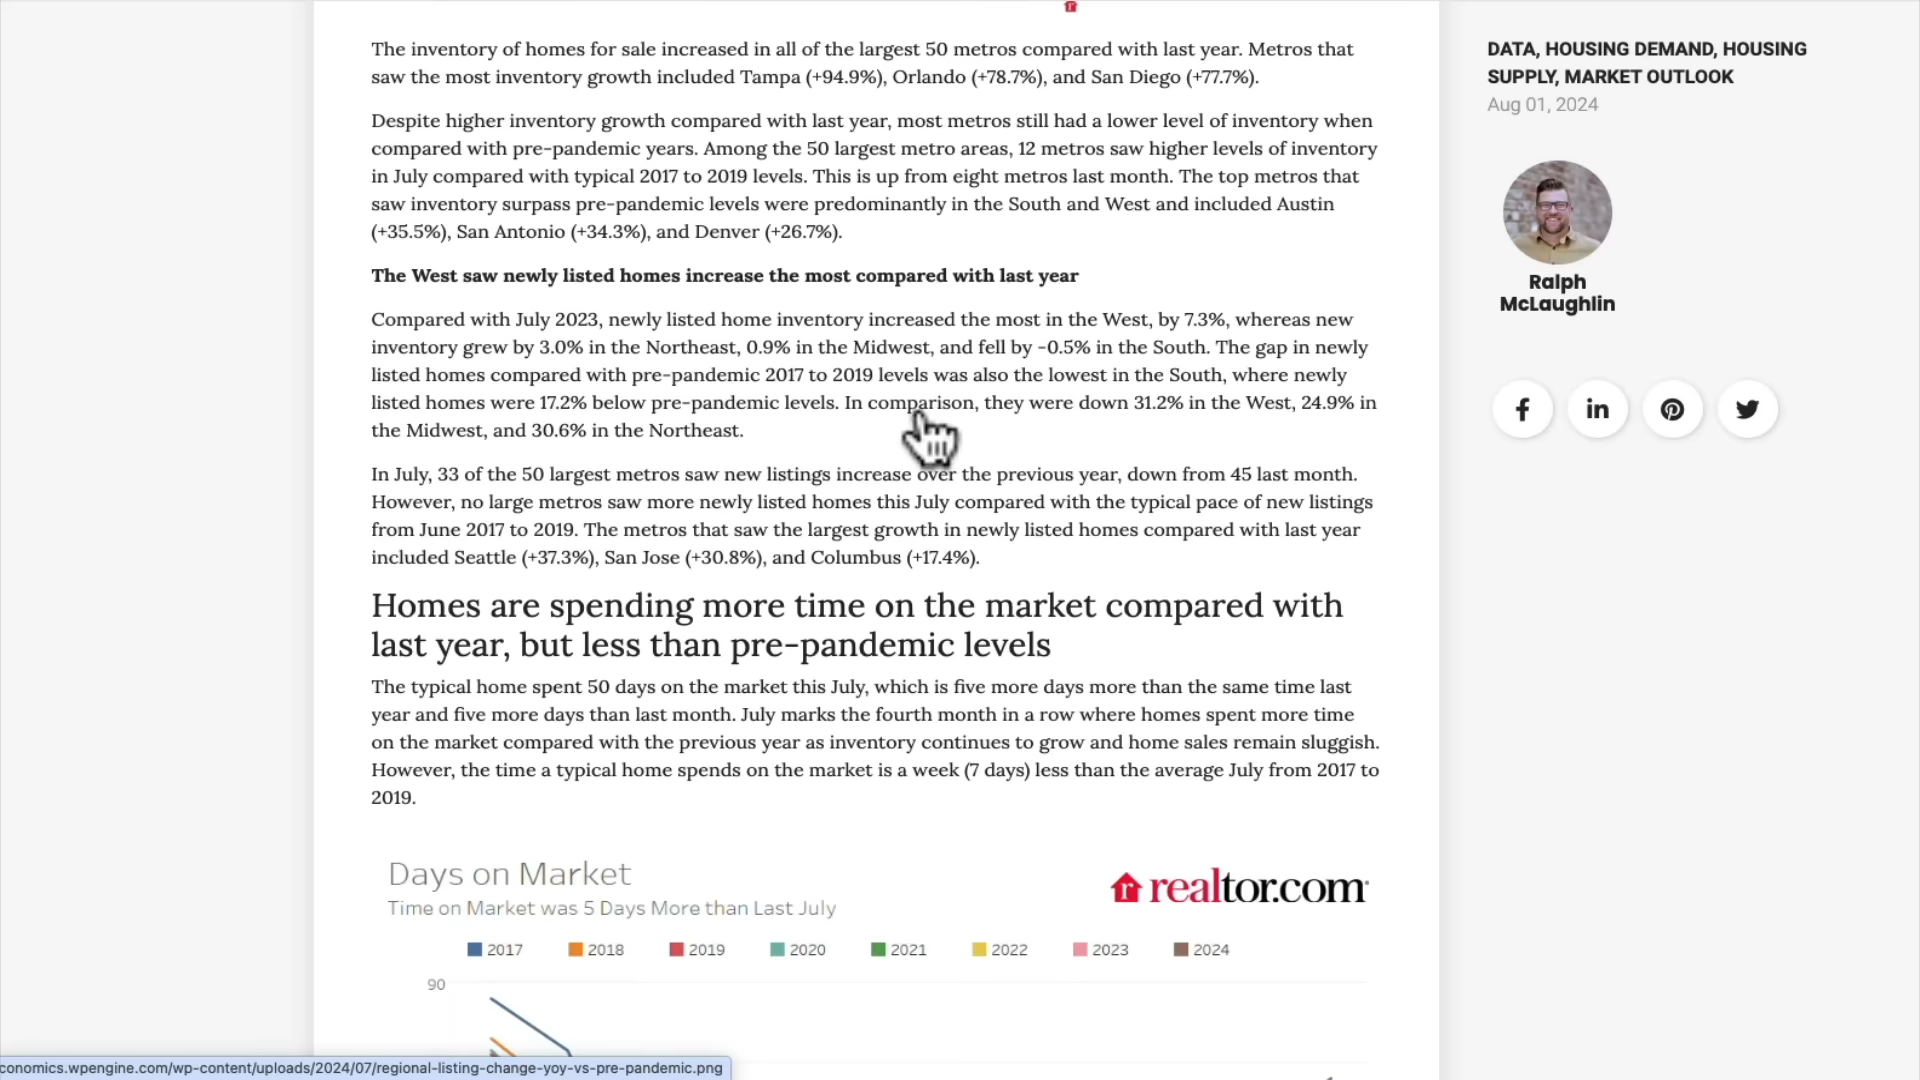 The inventory of homes for sale increased in all of the largest 50 metros compared with last year. Metros that
saw the most inventory growth included Tampa (+94.9%), Orlando (+78.7%), and San Diego (+77.7%).
Despite higher inventory growth compared with last year, most metros still had a lower level of inventory when
compared with pre-pandemic years. Among the 50 largest metro areas, 12 metros saw higher levels of inventory
in July compared with typical 2017 to 2019 levels. This is up from eight metros last month. The top metros that
saw inventory surpass pre-pandemic levels were predominantly in the South and West and included Austin
(+35.5%), San Antonio (+34.3%), and Denver (+26.7%).
The West saw newly listed homes increase the most compared with last year
Compared with July 2023, newly listed home inventory increased the most in the West, by 7.3%, whereas new
inventory grew by 3.0% in the Northeast, 0.9% in the Midwest, and fell by -0.5% in the South. The gap in newly
listed homes compared with pre-pandemic 2017 to 2019 levels was also the lowest in the South, where newly
listed homes were 17.2% below pre-pandemic levels. In comparison, they were down 31.2% in the West, 24.9% in
the Midwest, and 30.6% in the Northeast.
In July, 33 of the 50 largest metros saw new listings increase over the previous year, down from 45 last month.
However, no large metros saw more newly listed homes this July compared with the typical pace of new listings
from June 2017 to 2019. The metros that saw the largest growth in newly listed homes compared with last year
included Seattle (+37.3%), San Jose (+30.8%), and Columbus (+17.4%).
Homes are spending more time on the market compared with
last year, but less than pre-pandemic levels
The typical home spent 50 days on the market this July, which is five more days more than the same time last
year and five more days than last month. July marks the fourth month in a row where homes spent more time
on the market compared with the previous year as inventory continues to grow and home sales remain sluggish.
However, the time a typical home spends on the market is a week (7 days) less than the average July from 2017 to
2019.
Days on Market
realtor.com
Time on Market was 5 Days More than Last July
2017 2018 2019 2020 2021 2022 2023 2024
90
DATA, HOUSING DEMAND, HOUSING
SUPPLY, MARKET OUTLOOK
Aug 01, 2024
Ralph
McLaughlin
conomics.wpengine.com/wp-content/uploads/2024/07/regional-listing-change-yoy-vs-pre-pandemic.png